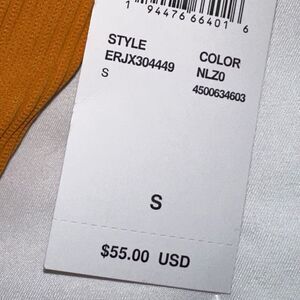 1 94476 66401 6
STYLE
ERJX304449
S
COLOR
NLZ0
4500634603
S
$55.00 USD